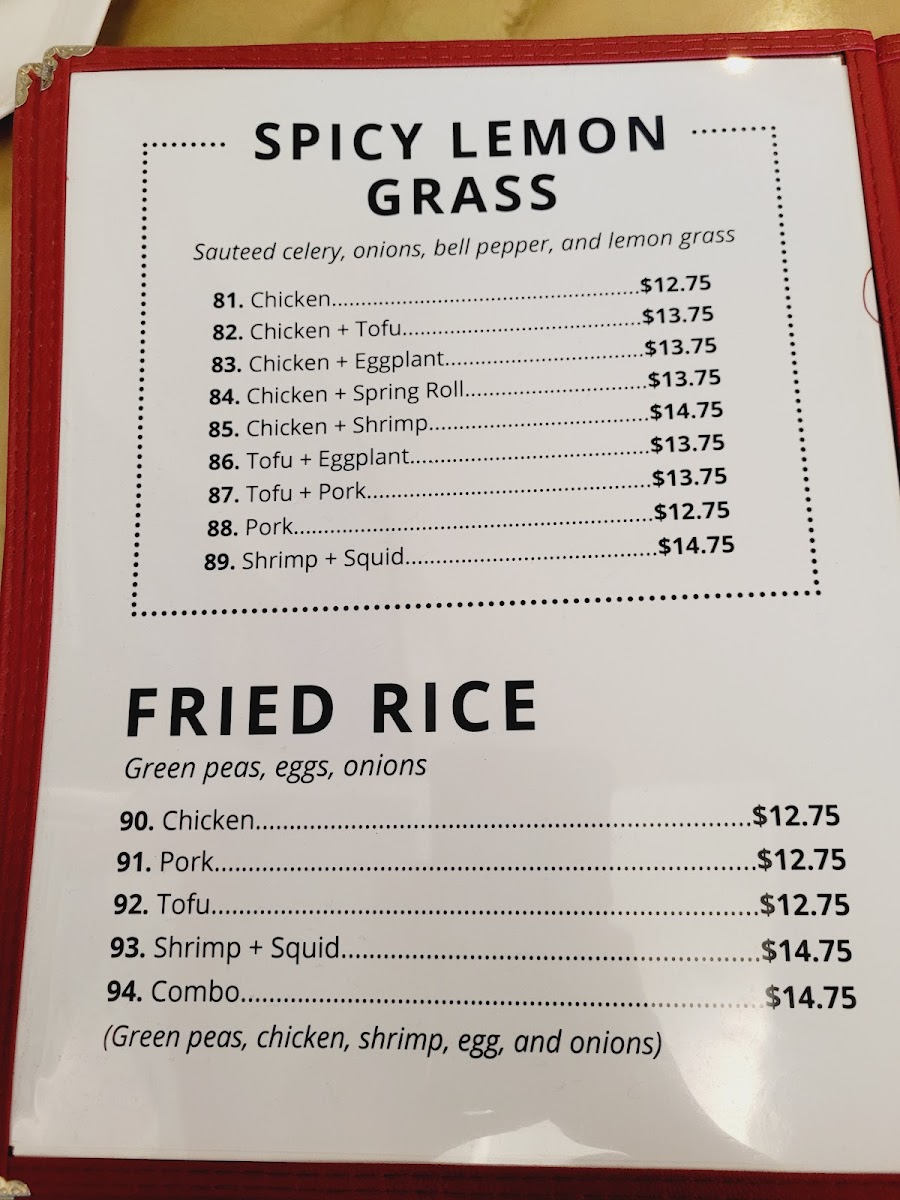 SPICY LEMON
GRASS
Sauteed celery, onions, bell pepper, and lemon grass
81. Chicken..........................................$12.75
82. Chicken + Tofu................................$13.75
83. Chicken + Eggplant..........................$13.75
84. Chicken + Spring Roll........................$13.75
85. Chicken + Shrimp.............................$14.75
86. Tofu + Eggplant................................$13.75
87. Tofu + Pork......................................$13.75
88. Pork................................................$12.75
89. Shrimp + Squid.................................$14.75
FRIED RICE
Green peas, eggs, onions
90. Chicken..........................................................$12.75
91. Pork................................................................$12.75
92. Tofu................................................................$12.75
93. Shrimp + Squid...............................................$14.75
94. Combo............................................................$14.75
(Green peas, chicken, shrimp, egg, and onions)